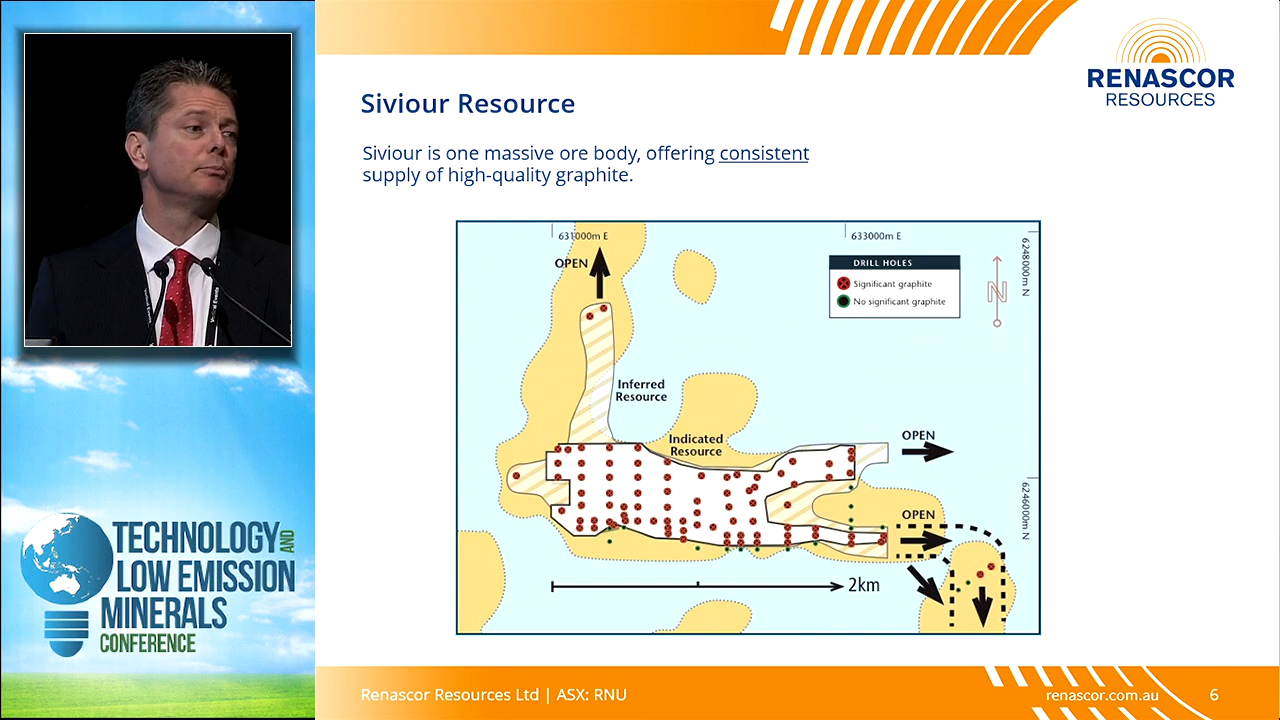 RENASCOR
RESOURCES
Siviour Resource
Siviour is one massive ore body, offering consistent
supply of high-quality graphite.
631000m E
633000m E
6248000m N
OPEN
DRILL HOLES
Significant graphite
No significant graphite
N
Inferred
Resource
Indicated
Resource
OPEN
OPEN
6246000m N
2km
TECHNOLOGY AND
LOW EMISSION
MINERALS
CONFERENCE
Renascor Resources Ltd | ASX: RNU
renascor.com.au
6